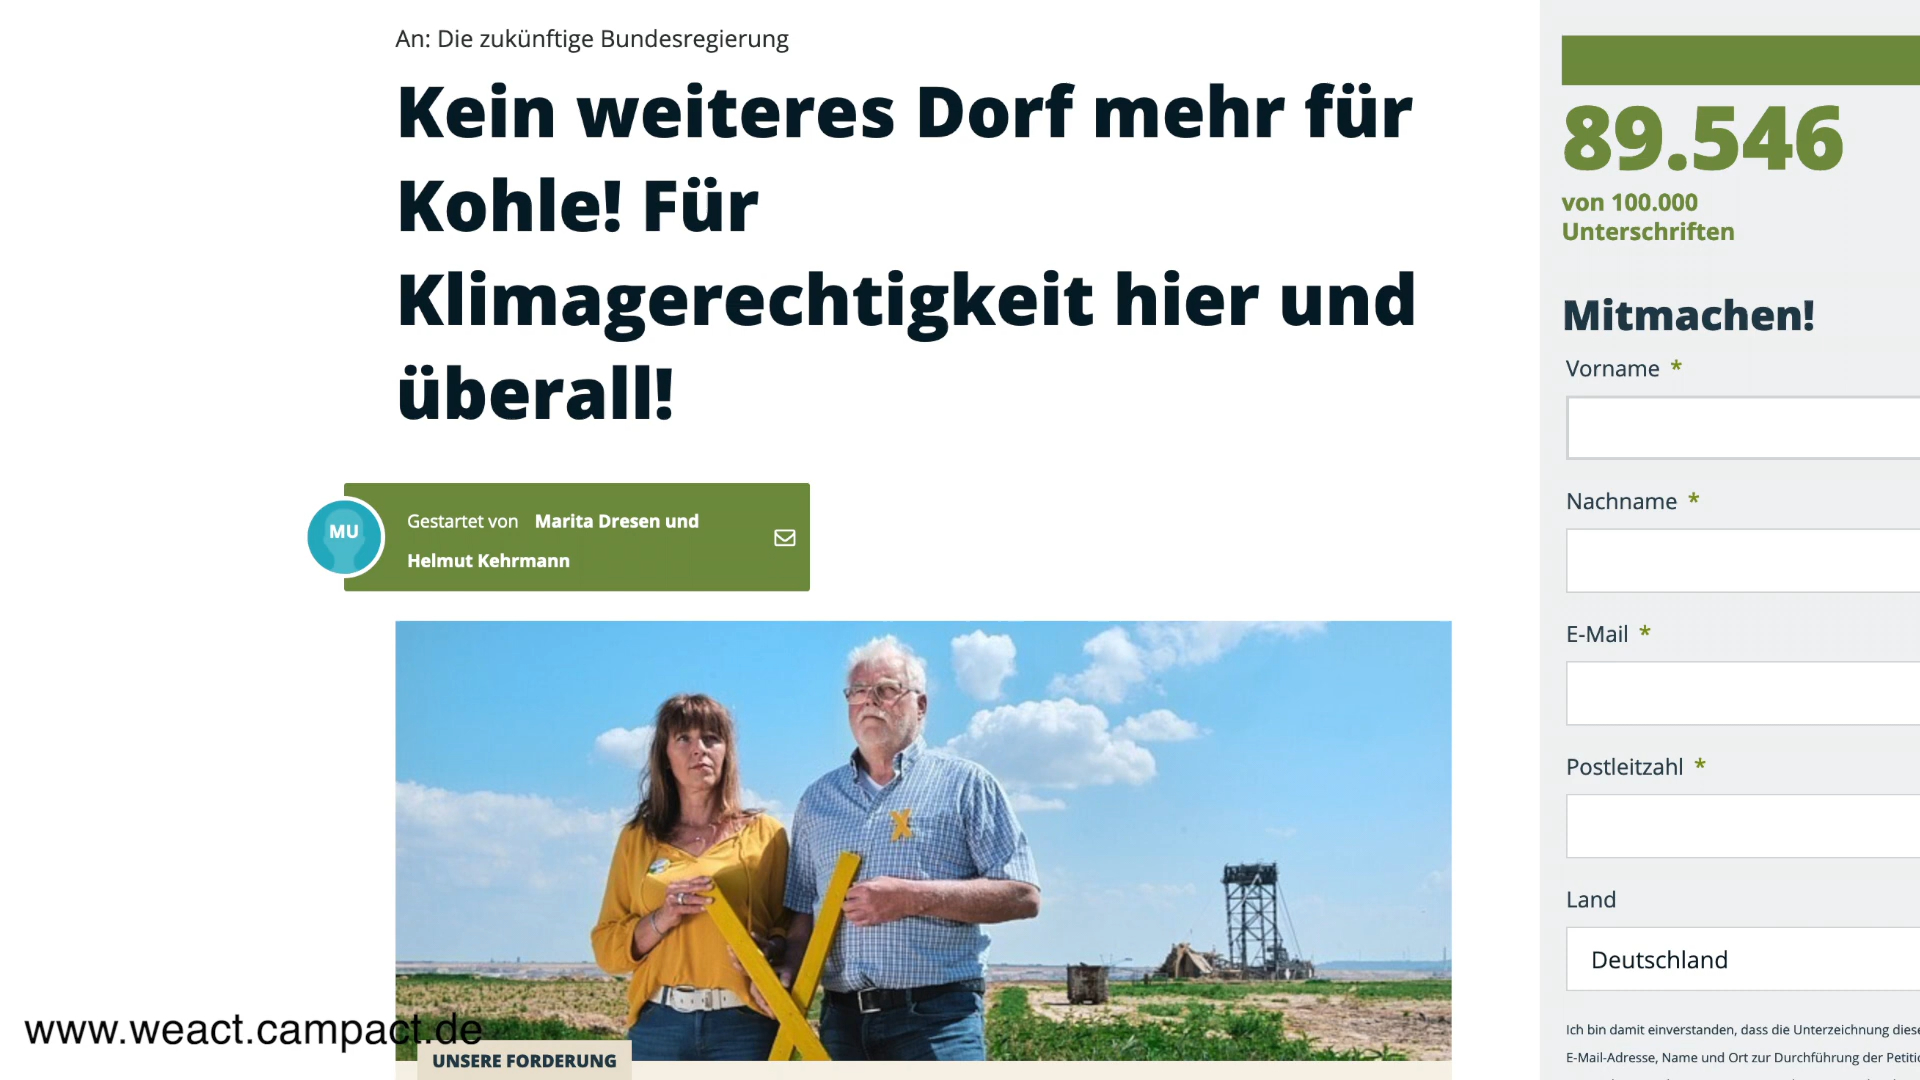 An: Die zukünftige Bundesregierung
Kein weiteres Dorf mehr für
Kohle! Für
Klimagerechtigkeit hier und
überall!
MU
Gestartet von Marita Dresen und
Helmut Kehrmann
www.weact.campact.de
UNSERE FORDERUNG
89.546
von 100.000
Unterschriften
Mitmachen!
Vorname *
Nachname *
E-Mail *
Postleitzahl *
Land
Deutschland
Ich bin damit einverstanden, dass die Unterzeichnung
E-Mail-Adresse, Name und Ort zur Durchführung der